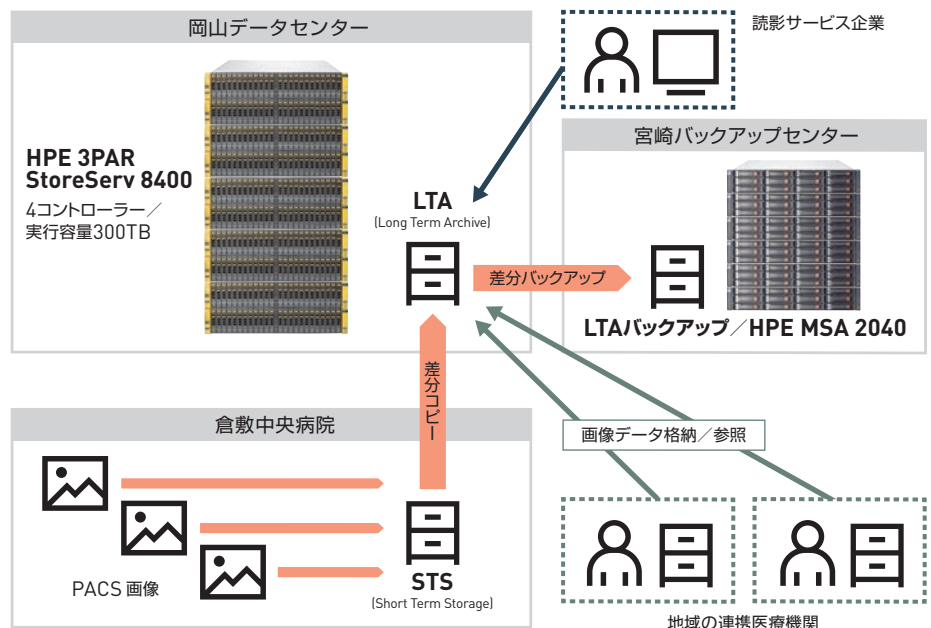 岡山データセンター
HPE 3PAR
StoreServ 8400
4コントローラー／
実行容量300TB
LTA
(Long Term Archive)
読影サービス企業
宮崎バックアップセンター
差分バックアップ
LTAバックアップ／HPE MSA 2040
差分コピー
倉敷中央病院
PACS 画像
STS
(Short Term Storage)
画像データ格納／参照
地域の連携医療機関